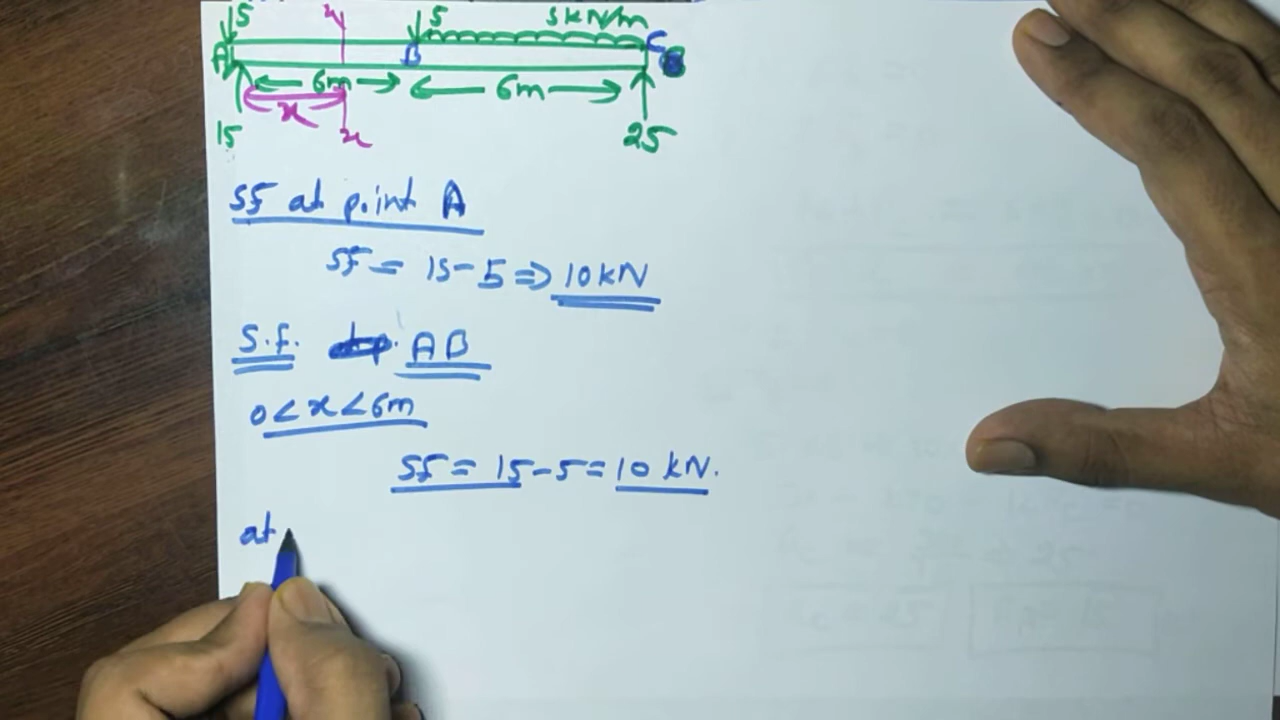 5 x 5 5kN/m
A B C
6m 6m
x
15 x 25
SF at point A
SF = 15-5 ⇒ 10 kN
S.f. AB
0<x<6m
SF = 15-5 = 10 kN.
at